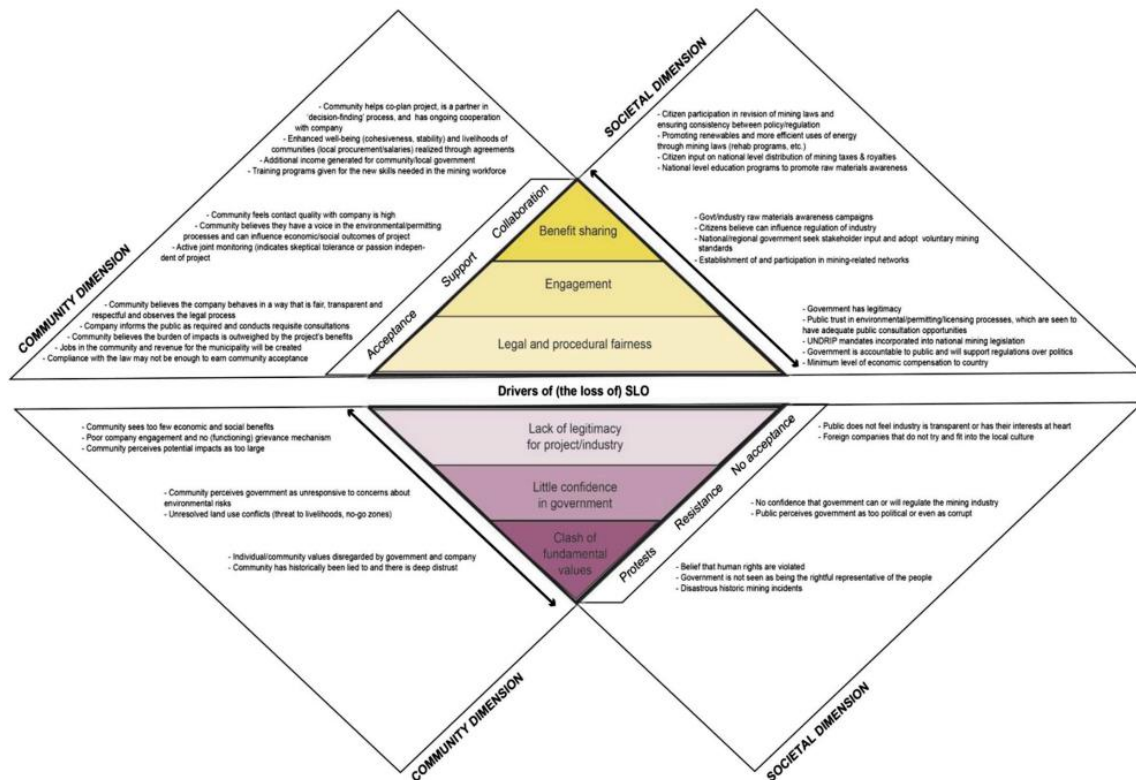 COMMUNITY DIMENSION
- Community helps co-plan project, is a partner in
'decision-finding' process, and has ongoing cooperation
with company
- Enhanced well-being (cohesiveness, stability) and livelihoods of
communities (local procurement/salaries) realized through agreements
- Additional income generated for community/local government
- Training programs given for the new skills needed in the mining workforce
- Community feels contact quality with company is high
- Community believes they have a voice in the environmental/permitting
processes and can influence economic/social outcomes of project
- Active joint monitoring (indicates skeptical tolerance or passion indepen-
dent of project)
- Community believes the company behaves in a way that is fair, transparent and
respectful and observes the legal process
- Company informs the public as required and conducts requisite consultations
- Community believes the burden of impacts is outweighed by the project's benefits
- Jobs in the community and revenue for the municipality will be created
- Compliance with the law may not be enough to earn community acceptance
Collaboration
Support
Acceptance
Benefit sharing
Engagement
Legal and procedural fairness
SOCIETAL DIMENSION
- Citizen participation in revision of mining laws and
ensuring consistency between policy/regulation
- Promoting renewables and more efficient uses of energy
through mining laws (rehab programs, etc.)
- Citizen input on national level distribution of mining taxes & royalties
- National level education programs to promote raw materials awareness
- Govt/industry raw materials awareness campaigns
- Citizens believe can influence regulation of industry
- National/regional government seek stakeholder input and adopt voluntary mining
standards
- Establishment of and participation in mining-related networks
- Government has legitimacy
- Public trust in environmental/permitting/licensing processes, which are seen to
have adequate public consultation opportunities
- UNDRIP mandates incorporated into national mining legislation
- Government is accountable to public and will support regulations over politics
- Minimum level of economic compensation to country
Drivers of (the loss of) SLO
- Community sees too few economic and social benefits
- Poor company engagement and no (functioning) grievance mechanism
- Community perceives potential impacts as too large
- Community perceives government as unresponsive to concerns about
environmental risks
- Unresolved land use conflicts (threat to livelihoods, no-go zones)
- Individual/community values disregarded by government and company
- Community has historically been lied to and there is deep distrust
COMMUNITY DIMENSION
Lack of legitimacy
for project/industry
Little confidence
in government
Clash of
fundamental
values
No acceptance
Resistance
Protests
- Public does not feel industry is transparent or has their interests at heart
- Foreign companies that do not try and fit into the local culture
- No confidence that government can or will regulate the mining industry
- Public perceives government as too political or even as corrupt
- Belief that human rights are violated
- Government is not seen as being the rightful representative of the people
- Disastrous historic mining incidents
SOCIETAL DIMENSION